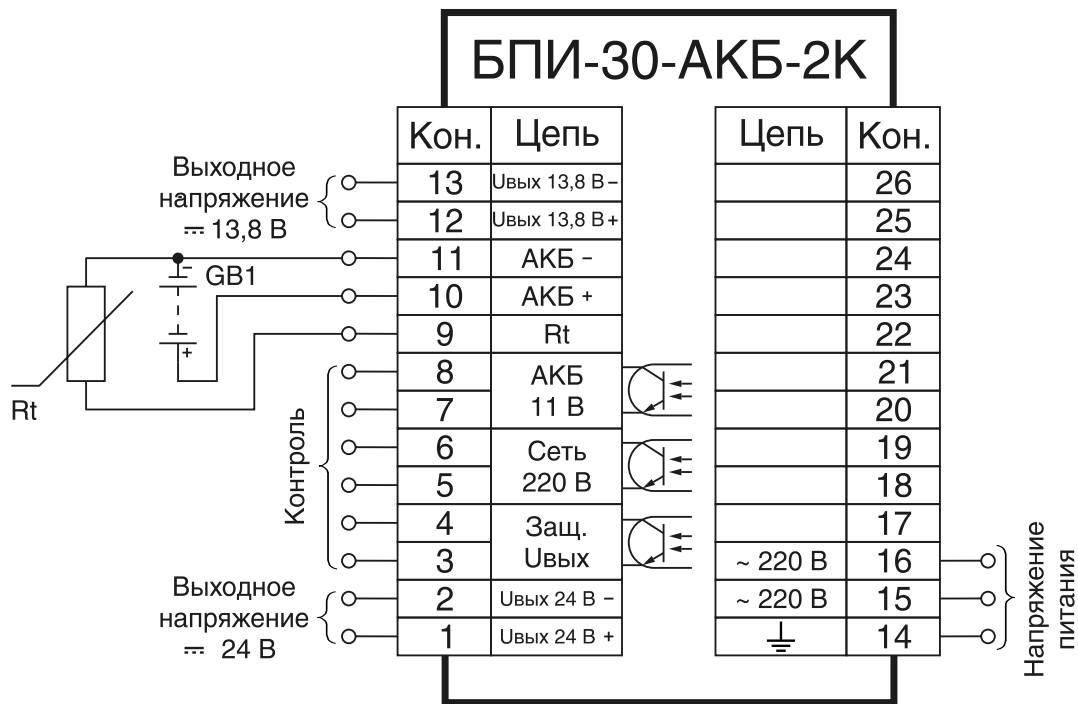 БПИ-30-АКБ-2К
Кон. Цепь
Цепь Кон.
Выходное
напряжение
⎓ 13,8 В
13 Uвых 13,8 В −
12 Uвых 13,8 В +
11 АКБ -
10 АКБ +
9 Rt
8
7
АКБ
11 В
6
5
Сеть
220 В
4
3
Защ.
Uвых
2 Uвых 24 В −
1 Uвых 24 В +
−
GB1
+
Rt
Контроль
Выходное
напряжение
⎓ 24 В
26
25
24
23
22
21
20
19
18
17
~ 220 В 16
~ 220 В 15
14
Напряжение
питания